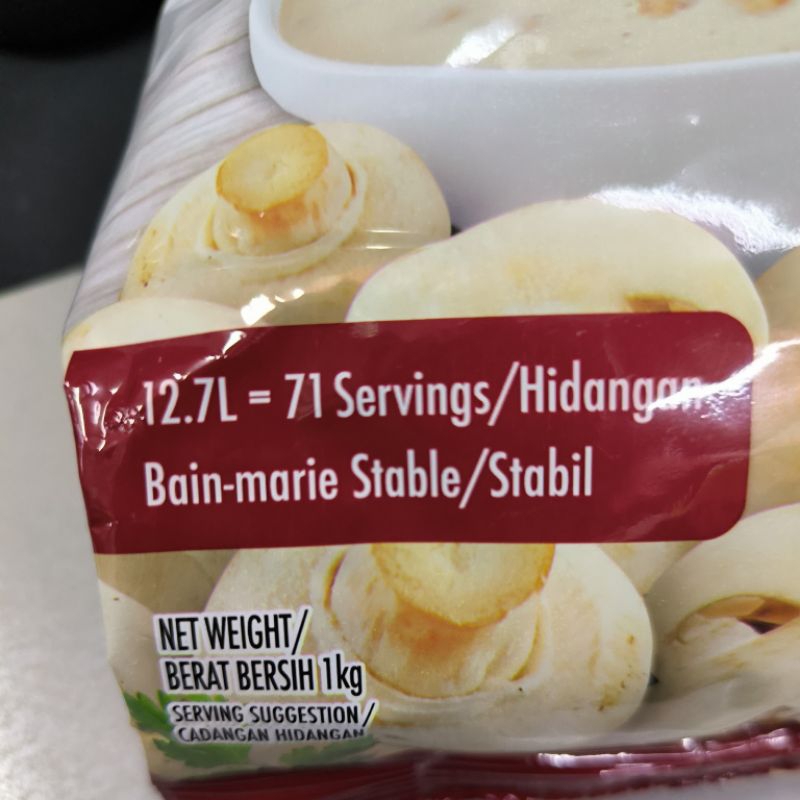 12.7L = 71 Servings/Hidangan
Bain-marie Stable/Stabil
NET WEIGHT/
BERAT BERSIH 1kg
SERVING SUGGESTION/
CADANGAN HIDANGAN